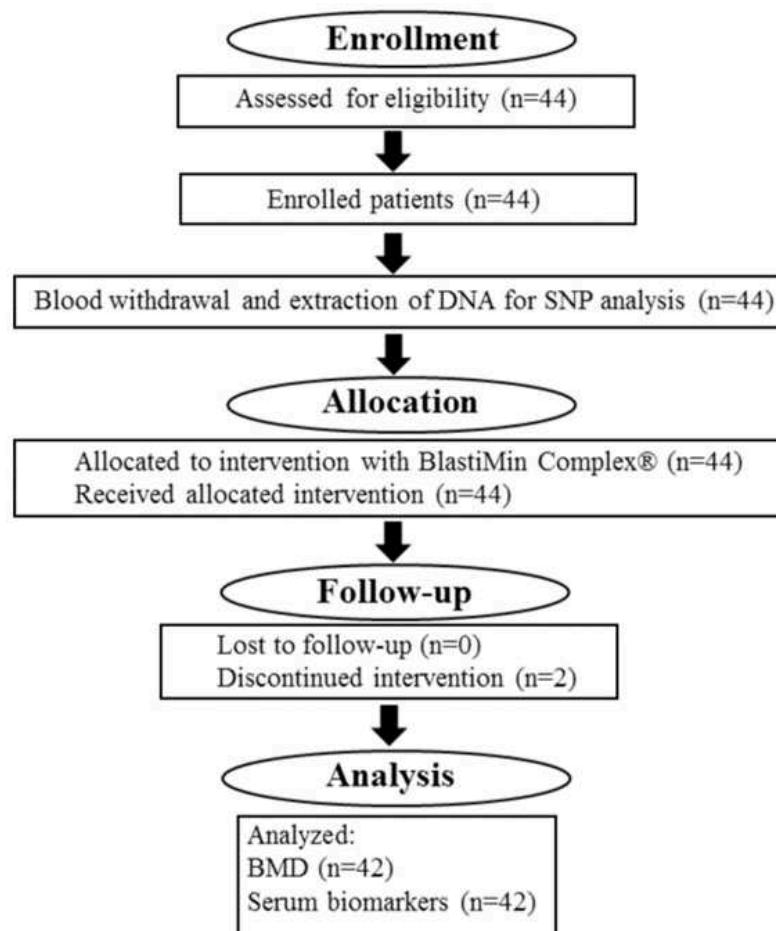 Enrollment
Assessed for eligibility (n=44)
Enrolled patients (n=44)
Blood withdrawal and extraction of DNA for SNP analysis (n=44)
Allocation
Allocated to intervention with BlastiMin Complex® (n=44)
Received allocated intervention (n=44)
Follow-up
Lost to follow-up (n=0)
Discontinued intervention (n=2)
Analysis
Analyzed:
BMD (n=42)
Serum biomarkers (n=42)